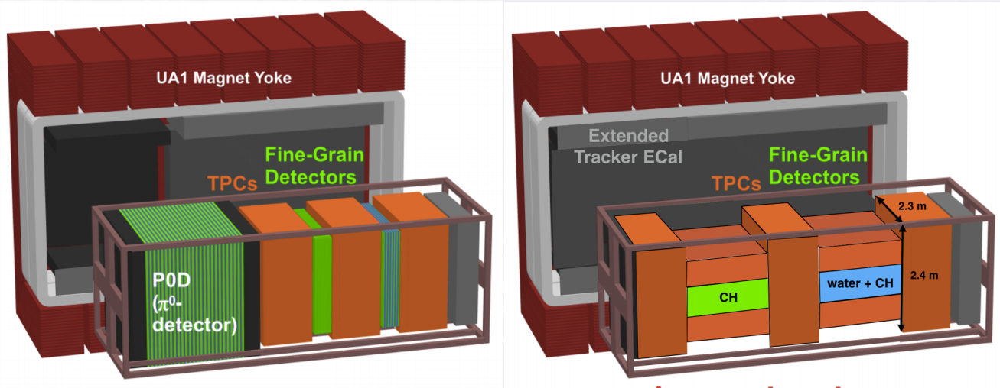 UA1 Magnet Yoke
Fine-Grain
Detectors
TPCs
P0D
(π⁰-
detector)
UA1 Magnet Yoke
Extended
Tracker ECal
Fine-Grain
Detectors
TPCs
2.3 m
2.4 m
CH
water + CH